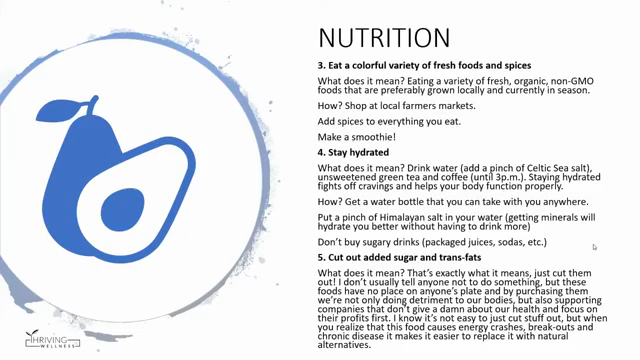 NUTRITION
3. Eat a colorful variety of fresh foods and spices
What does it mean? Eating a variety of fresh, organic, non-GMO
foods that are preferably grown locally and currently in season.
How? Shop at local farmers markets.
Add spices to everything you eat.
Make a smoothie!
4. Stay hydrated
What does it mean? Drink water (add a pinch of Celtic Sea salt),
unsweetened green tea and coffee (until 3p.m.). Staying hydrated
fights off cravings and helps your body function properly.
How? Get a water bottle that you can take with you anywhere.
Put a pinch of Himalayan salt in your water (getting minerals will
hydrate you better without having to drink more)
Don't buy sugary drinks (packaged juices, sodas, etc.)
5. Cut out added sugar and trans-fats
What does it mean? That's exactly what it means, just cut them
out! I don't usually tell anyone not to do something, but these
foods have no place on anyone's plate and by purchasing them
we're not only doing detriment to our bodies, but also supporting
companies that don't give a damn about our health and focus on
their profits first. I know it's not easy to just cut stuff out, but when
you realize that this food causes energy crashes, break-outs and
chronic disease it makes it easier to replace it with natural
alternatives.
THRIVING
WELLNESS